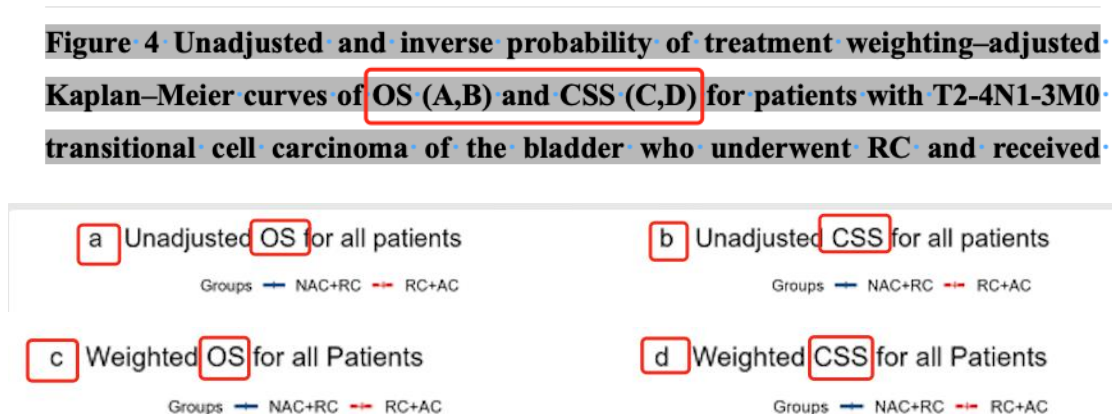 Figure 4 Unadjusted and inverse probability of treatment weighting–adjusted
Kaplan–Meier curves of OS (A,B) and CSS (C,D) for patients with T2-4N1-3M0
transitional cell carcinoma of the bladder who underwent RC and received
a Unadjusted OS for all patients
Groups NAC+RC RC+AC
b Unadjusted CSS for all patients
Groups NAC+RC RC+AC
c Weighted OS for all Patients
Groups NAC+RC RC+AC
d Weighted CSS for all Patients
Groups NAC+RC RC+AC